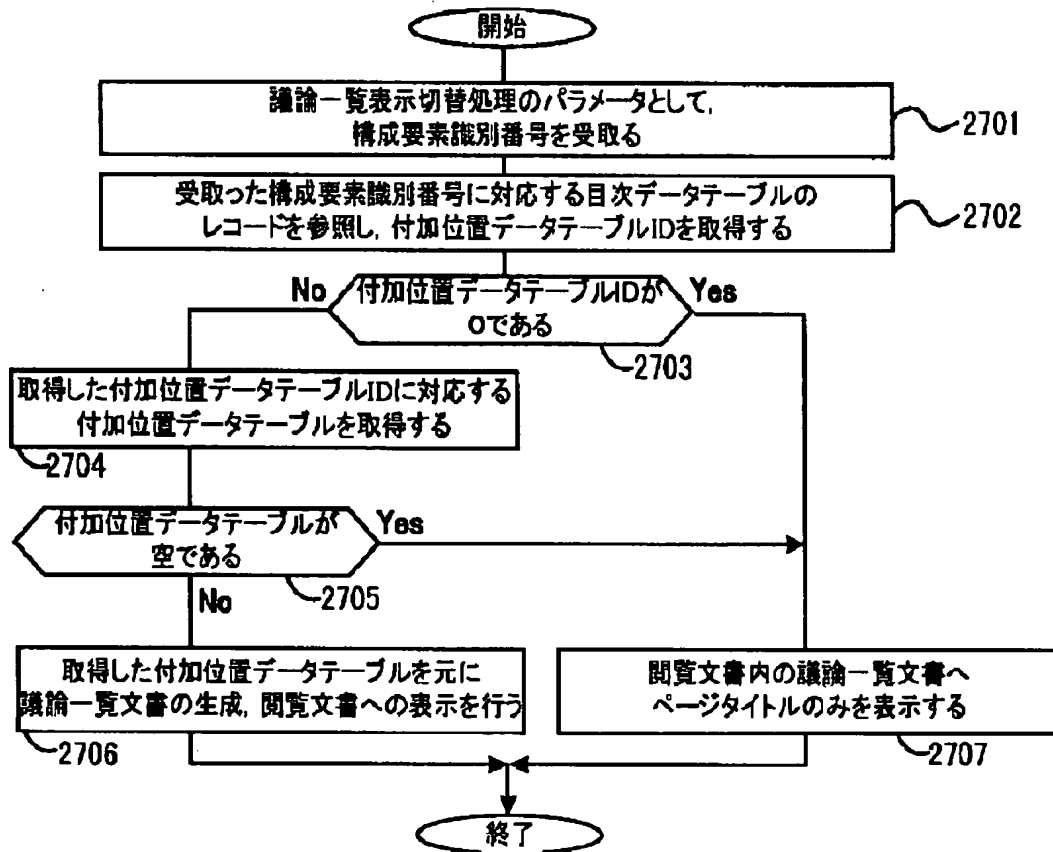 開始
議論一覧表示切替処理のパラメータとして,
構成要素識別番号を受取る
2701
受取った構成要素識別番号に対応する目次データテーブルの
レコードを参照し, 付加位置データテーブルIDを取得する
2702
No
付加位置データテーブルIDが
0である
Yes
2703
取得した付加位置データテーブルIDに対応する
付加位置データテーブルを取得する
2704
付加位置データテーブルが
空である
Yes
2705
No
取得した付加位置データテーブルを元に
議論一覧文書の生成, 閲覧文書への表示を行う
2706
閲覧文書内の議論一覧文書へ
ページタイトルのみを表示する
2707
終了